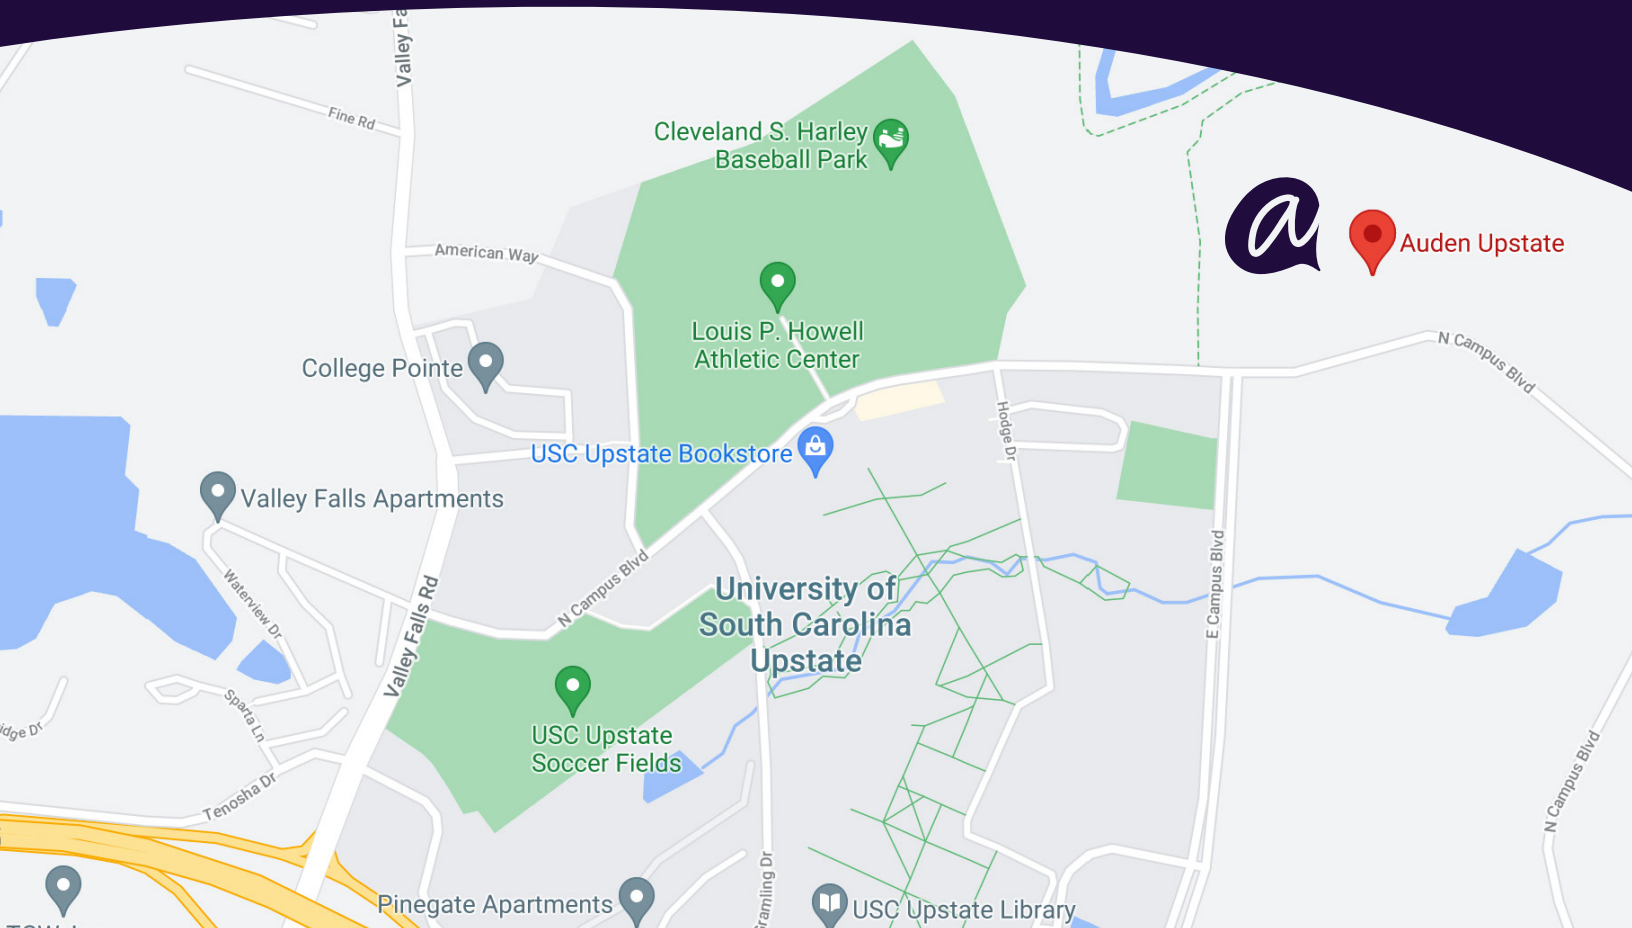 Valley Fa
Fine Rd
Cleveland S. Harley
Baseball Park
a
Auden Upstate
American Way
Louis P. Howell
Athletic Center
N Campus Blvd
College Pointe
Hodge Dr
USC Upstate Bookstore
Valley Falls Apartments
E Campus Blvd
N Campus Blvd
Waterview Dr
Valley Falls Rd
University of
South Carolina
Upstate
Sparta Ln
idge Dr
USC Upstate
Soccer Fields
N Campus Blvd
Tenosha Dr
Gramling Dr
Pinegate Apartments
USC Upstate Library